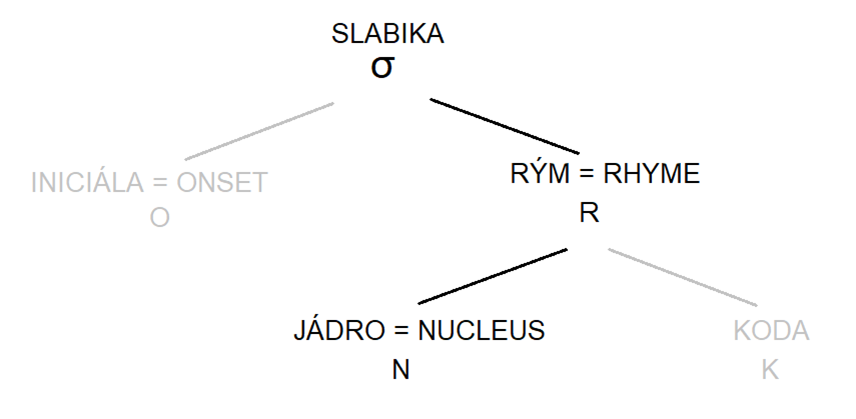 SLABIKA
σ
INICIÁLA = ONSET
O
RÝM = RHYME
R
JÁDRO = NUCLEUS
N
KODA
K